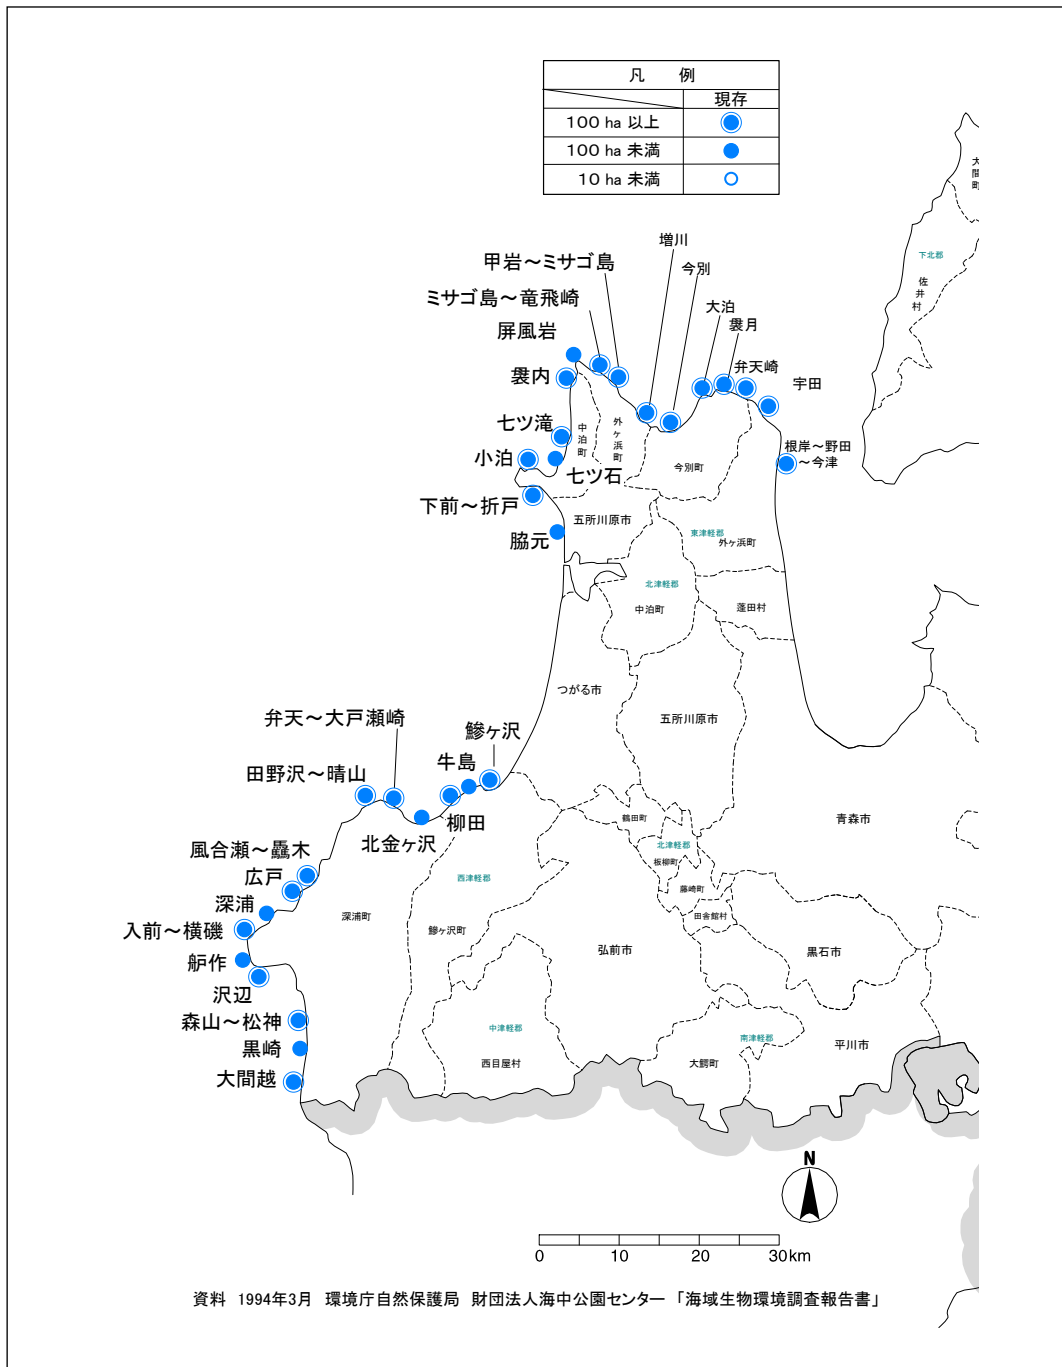 凡 例
現存
100 ha 以上
100 ha 未満
10 ha 未満
大間町
下北郡
佐井村
増川
甲岩～ミサゴ島
今別
ミサゴ島～竜飛崎
大泊
屏風岩
袰月
弁天崎
袰内
宇田
七ツ滝
中泊町
外ヶ浜町
根岸～野田
～今津
小泊
七ツ石
今別町
下前～折戸
五所川原市
脇元
東津軽郡
外ヶ浜町
北津軽郡
中泊町
蓬田村
つがる市
五所川原市
弁天～大戸瀬崎
鰺ヶ沢
牛島
田野沢～晴山
柳田
北金ヶ沢
鶴田町
青森市
北津軽郡
板柳町
風合瀬～驫木
広戸
西津軽郡
藤崎町
深浦
深浦町
田舎館村
入前～横磯
鰺ヶ沢町
弘前市
黒石市
舮作
沢辺
森山～松神
中津軽郡
南津軽郡
平川市
黒崎
西目屋村
大鰐町
大間越
N
0 10 20 30km
資料 1994年3月 環境庁自然保護局 財団法人海中公園センター 「海域生物環境調査報告書」